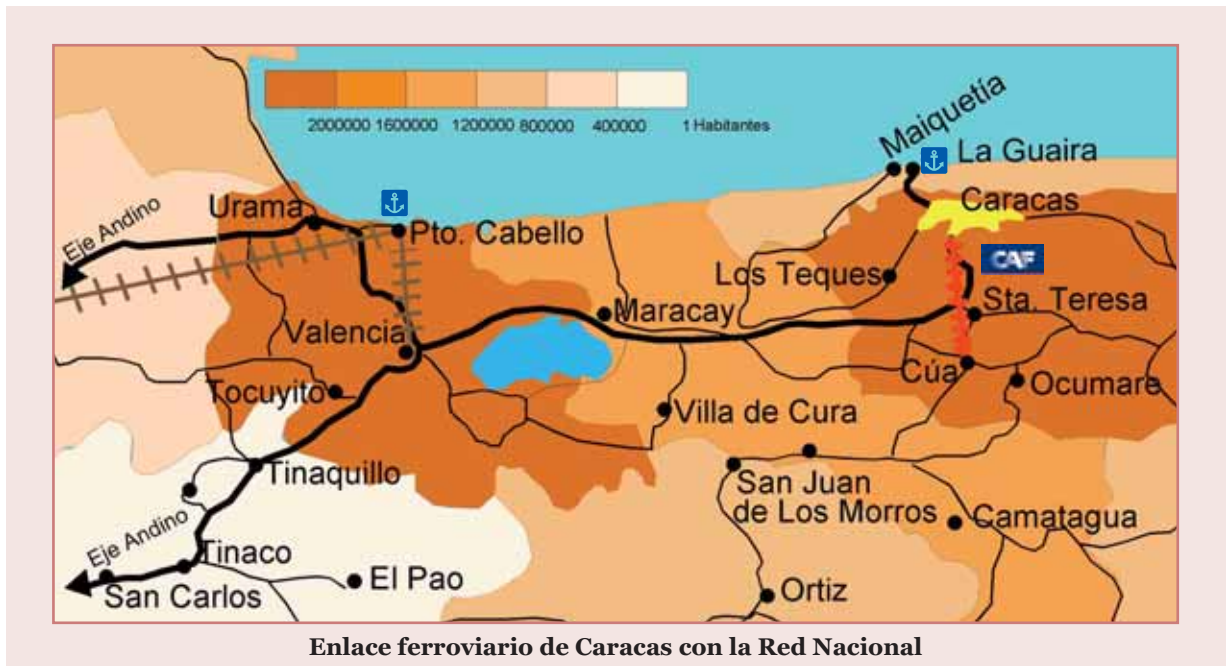 2000000 1600000 1200000 800000 400000 1 Habitantes
Maiquetía
La Guaira
Caracas
Eje Andino
Urama
Pto. Cabello
CAF
Los Teques
Sta. Teresa
Maracay
Valencia
Cúa
Ocumare
Tocuyito
Villa de Cura
Tinaquillo
San Juan
de Los Morros
Camatagua
Eje Andino
Tinaco
El Pao
San Carlos
Ortiz
Enlace ferroviario de Caracas con la Red Nacional